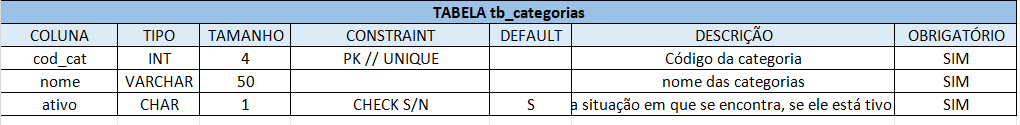 TABELA tb_categorias
COLUNA TIPO TAMANHO CONSTRAINT DEFAULT DESCRIÇÃO OBRIGATÓRIO
cod_cat INT 4 PK // UNIQUE Código da categoria SIM
nome VARCHAR 50 nome das categorias SIM
ativo CHAR 1 CHECK S/N S a situação em que se encontra, se ele está tivo SIM